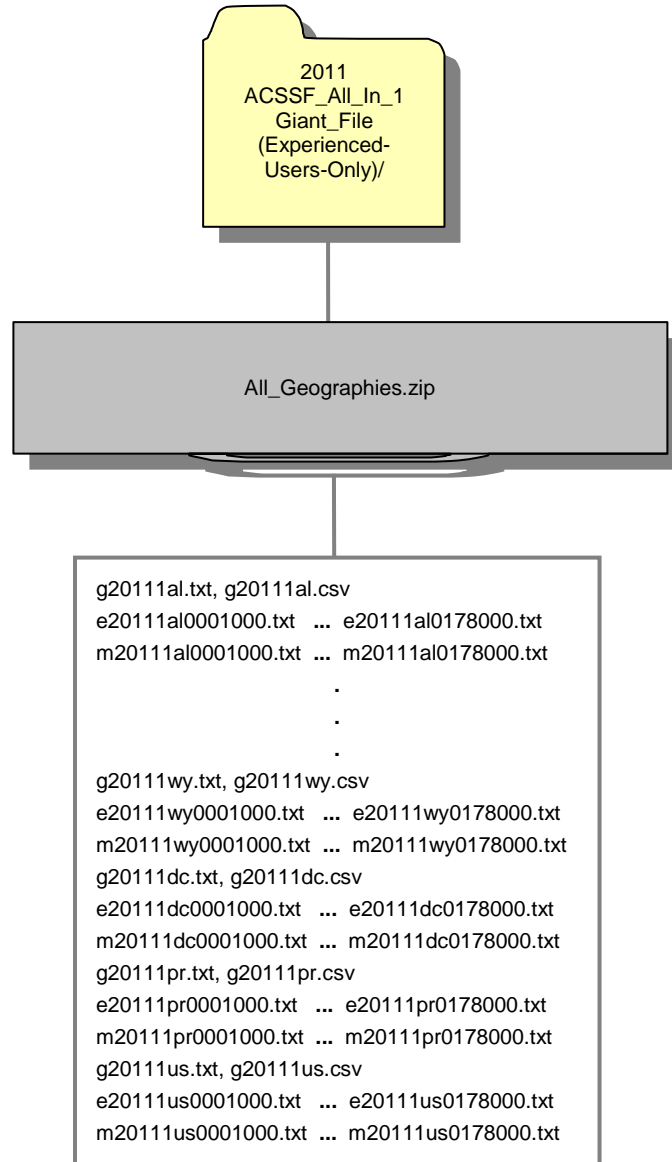 2011
ACSSF_All_In_1
Giant_File
(Experienced-
Users-Only)/
All_Geographies.zip
g20111al.txt, g20111al.csv
e20111al0001000.txt ... e20111al0178000.txt
m20111al0001000.txt ... m20111al0178000.txt
.
.
.
g20111wy.txt, g20111wy.csv
e20111wy0001000.txt ... e20111wy0178000.txt
m20111wy0001000.txt ... m20111wy0178000.txt
g20111dc.txt, g20111dc.csv
e20111dc0001000.txt ... e20111dc0178000.txt
m20111dc0001000.txt ... m20111dc0178000.txt
g20111pr.txt, g20111pr.csv
e20111pr0001000.txt ... e20111pr0178000.txt
m20111pr0001000.txt ... m20111pr0178000.txt
g20111us.txt, g20111us.csv
e20111us0001000.txt ... e20111us0178000.txt
m20111us0001000.txt ... m20111us0178000.txt